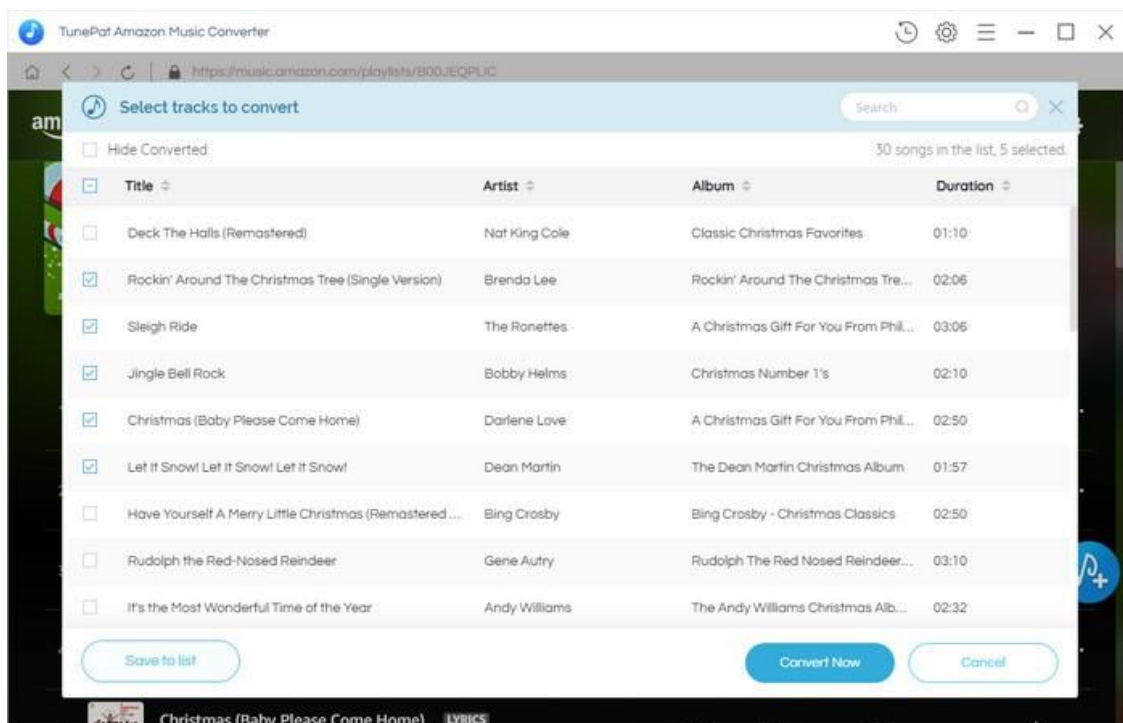 TunePat Amazon Music Converter
https://music.amazon.com/playlists/B00JEQPLIC
am
Select tracks to convert
Search
Hide Converted
30 songs in the list, 5 selected.
Title Artist Album Duration
Deck The Halls (Remastered) Nat King Cole Classic Christmas Favorites 01:10
Rockin' Around The Christmas Tree (Single Version) Brenda Lee Rockin' Around The Christmas Tre... 02:06
Sleigh Ride The Ronettes A Christmas Gift For You From Phil... 03:06
Jingle Bell Rock Bobby Helms Christmas Number 1's 02:10
Christmas (Baby Please Come Home) Darlene Love A Christmas Gift For You From Phil... 02:50
Let It Snow! Let It Snow! Let It Snow! Dean Martin The Dean Martin Christmas Album 01:57
Have Yourself A Merry Little Christmas (Remastered ... Bing Crosby Bing Crosby - Christmas Classics 02:50
Rudolph the Red-Nosed Reindeer Gene Autry Rudolph The Red Nosed Reindeer... 03:10
It's the Most Wonderful Time of the Year Andy Williams The Andy Williams Christmas Alb... 02:32
Save to list Convert Now Cancel
Christmas (Baby Please Come Home) LYRICS